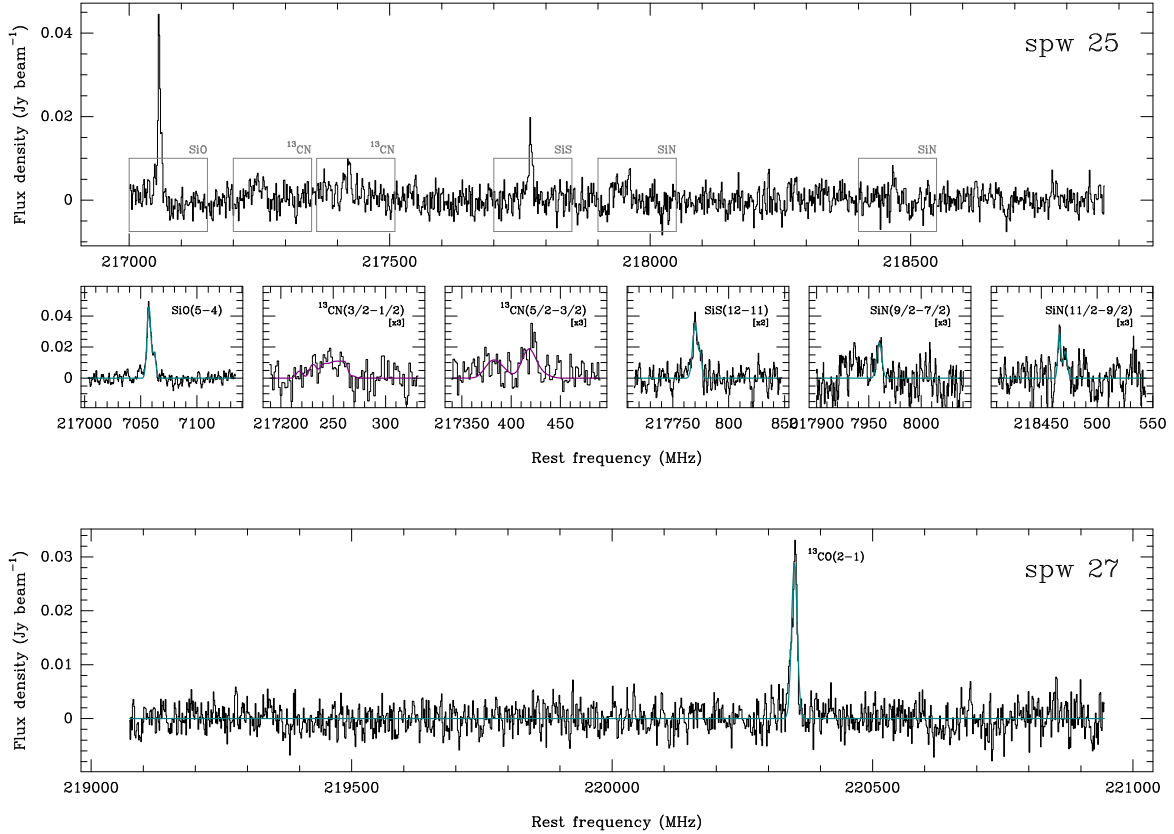 spw 25
Flux density (Jy beam⁻¹)
0.04
0.02
0
SiO
¹³CN
¹³CN
SiS
SiN
SiN
217000
217500
218000
218500
SiO(5−4)
¹³CN(3/2−1/2)
[x3]
¹³CN(5/2−3/2)
[x3]
SiS(12−11)
[x2]
SiN(9/2−7/2)
[x3]
SiN(11/2−9/2)
[x3]
0.04
0.02
0
217000 7050 7100
217200 250 300
217350 400 450
217750 800 850
217900 7950 8000
218450 500 550
Rest frequency (MHz)
spw 27
¹³CO(2−1)
Flux density (Jy beam⁻¹)
0.03
0.02
0.01
0
219000
219500
220000
220500
221000
Rest frequency (MHz)